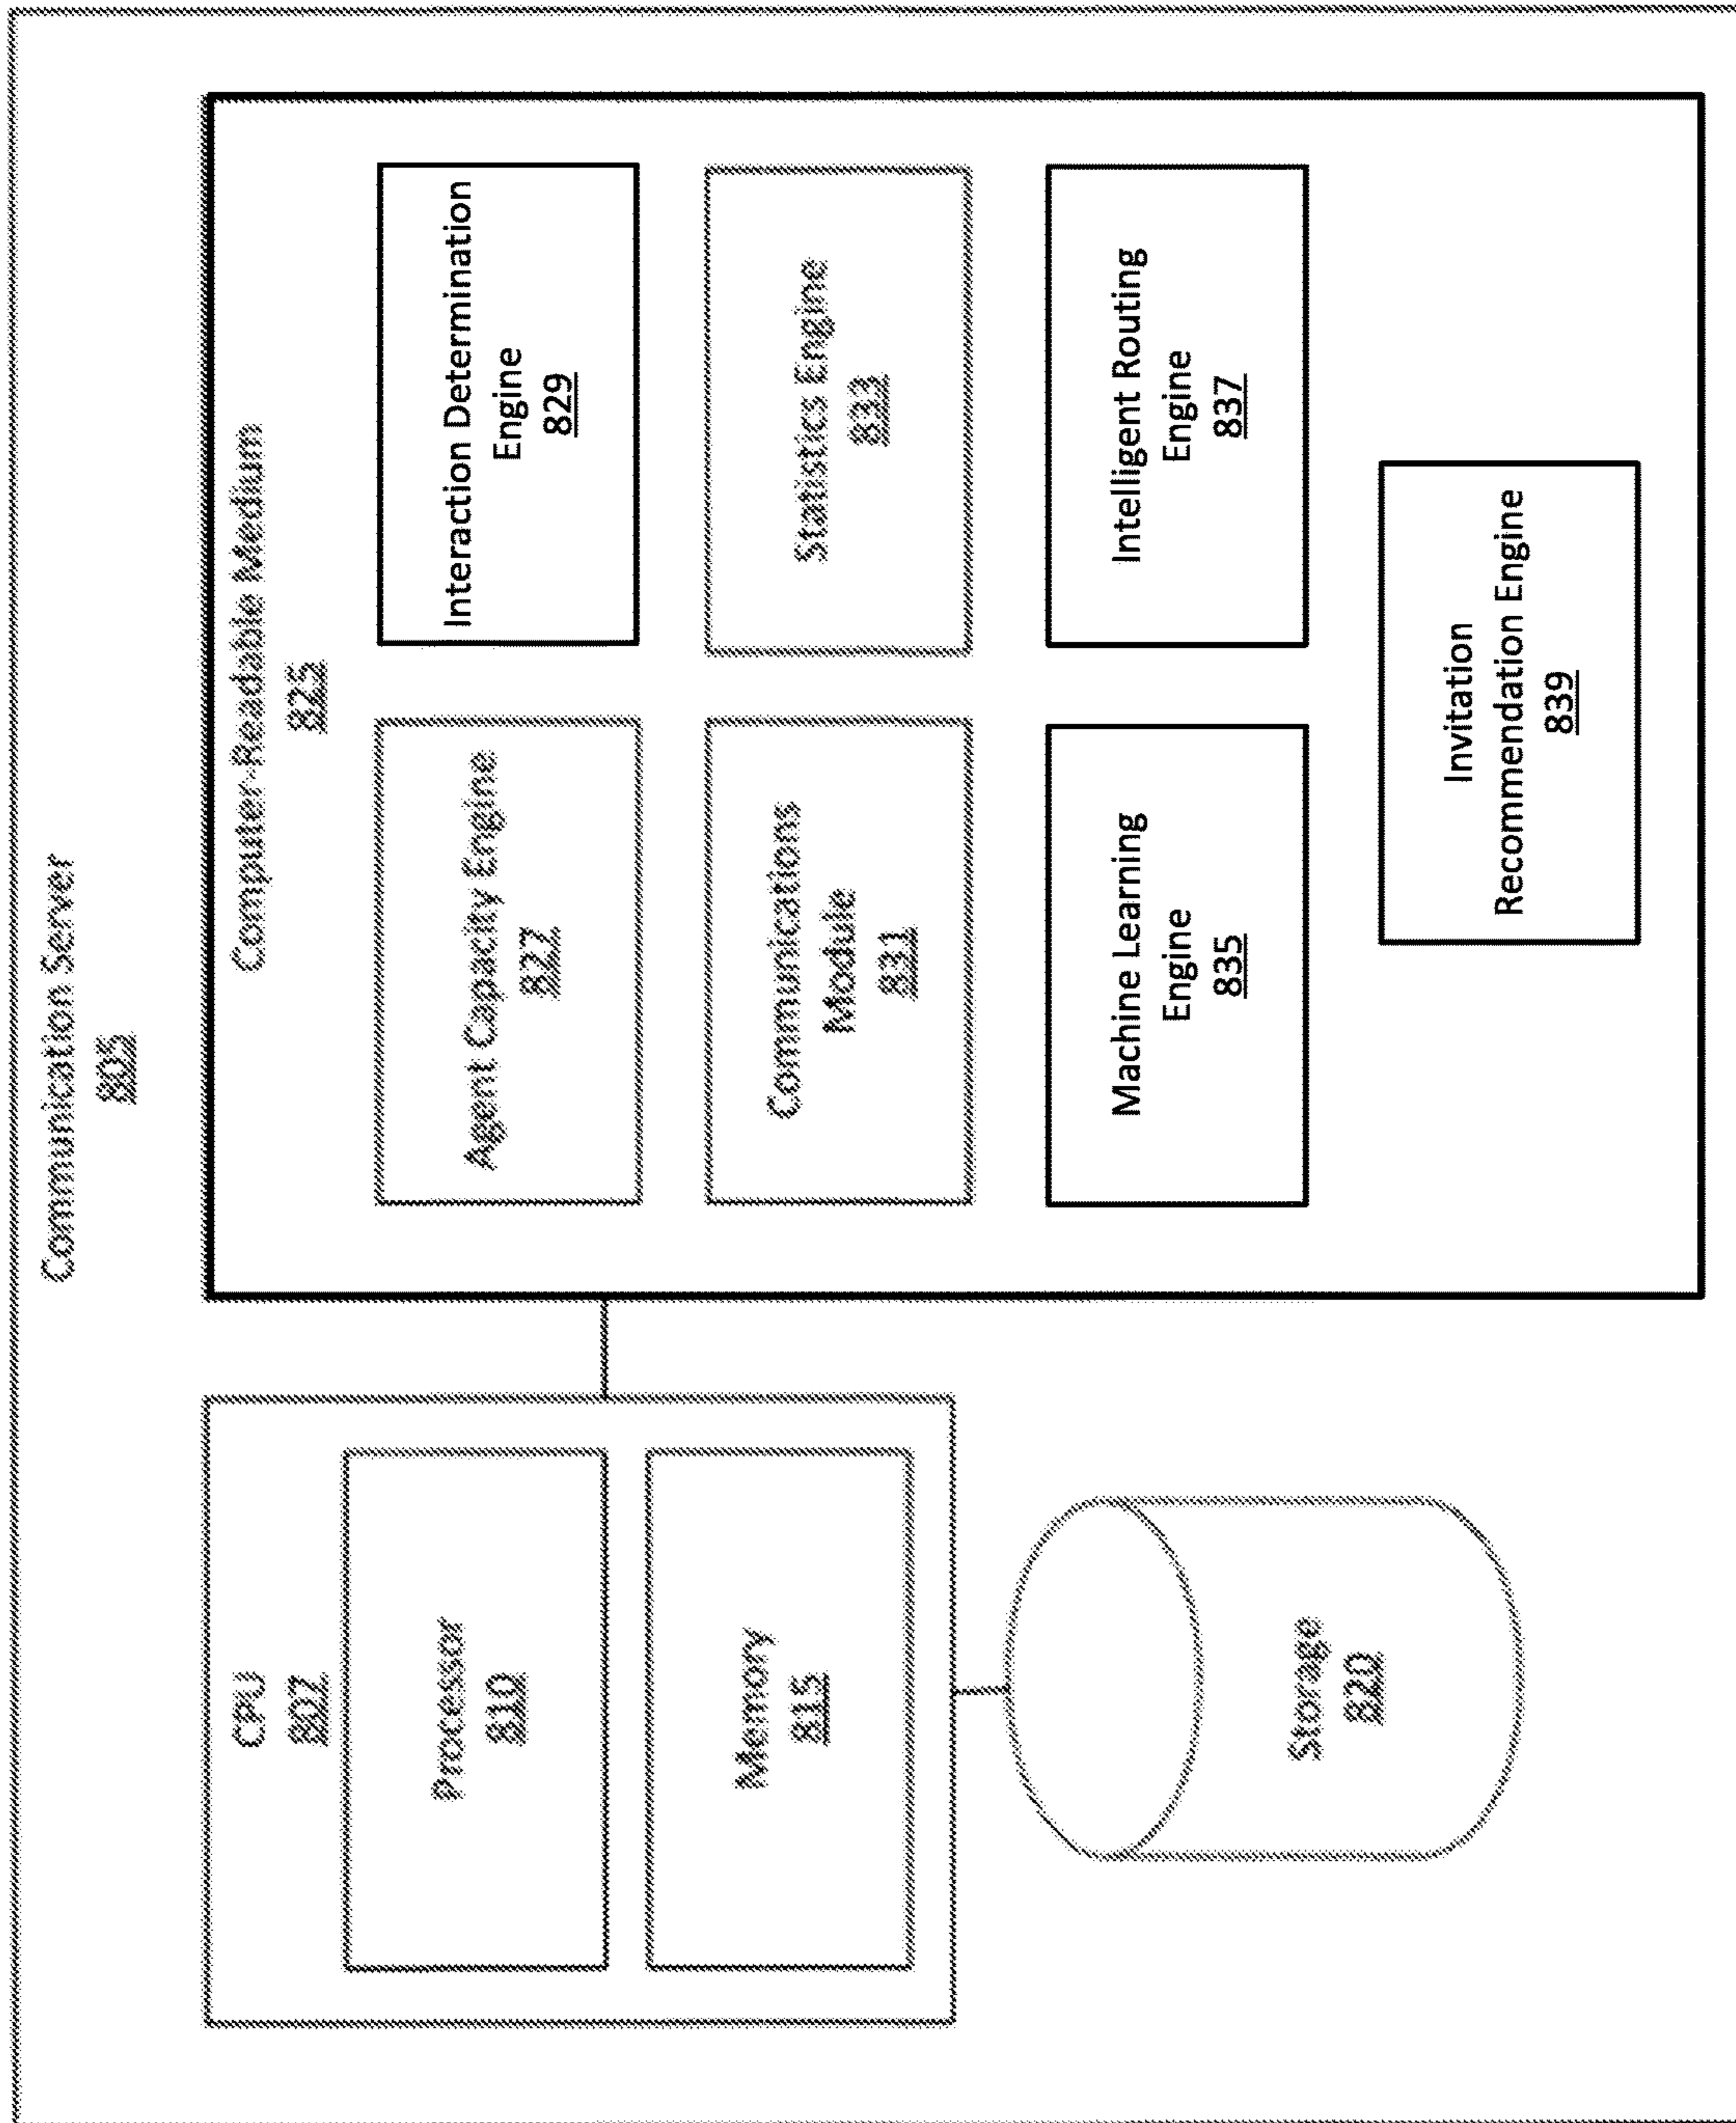 Communication Server
805
CPU
807
Processor
810
Memory
815
Storage
820
Computer-Readable Medium
825
Agent Capacity Engine
827
Interaction Determination
Engine
829
Communications
Module
831
Statistics Engine
833
Machine Learning
Engine
835
Intelligent Routing
Engine
837
Invitation
Recommendation Engine
839